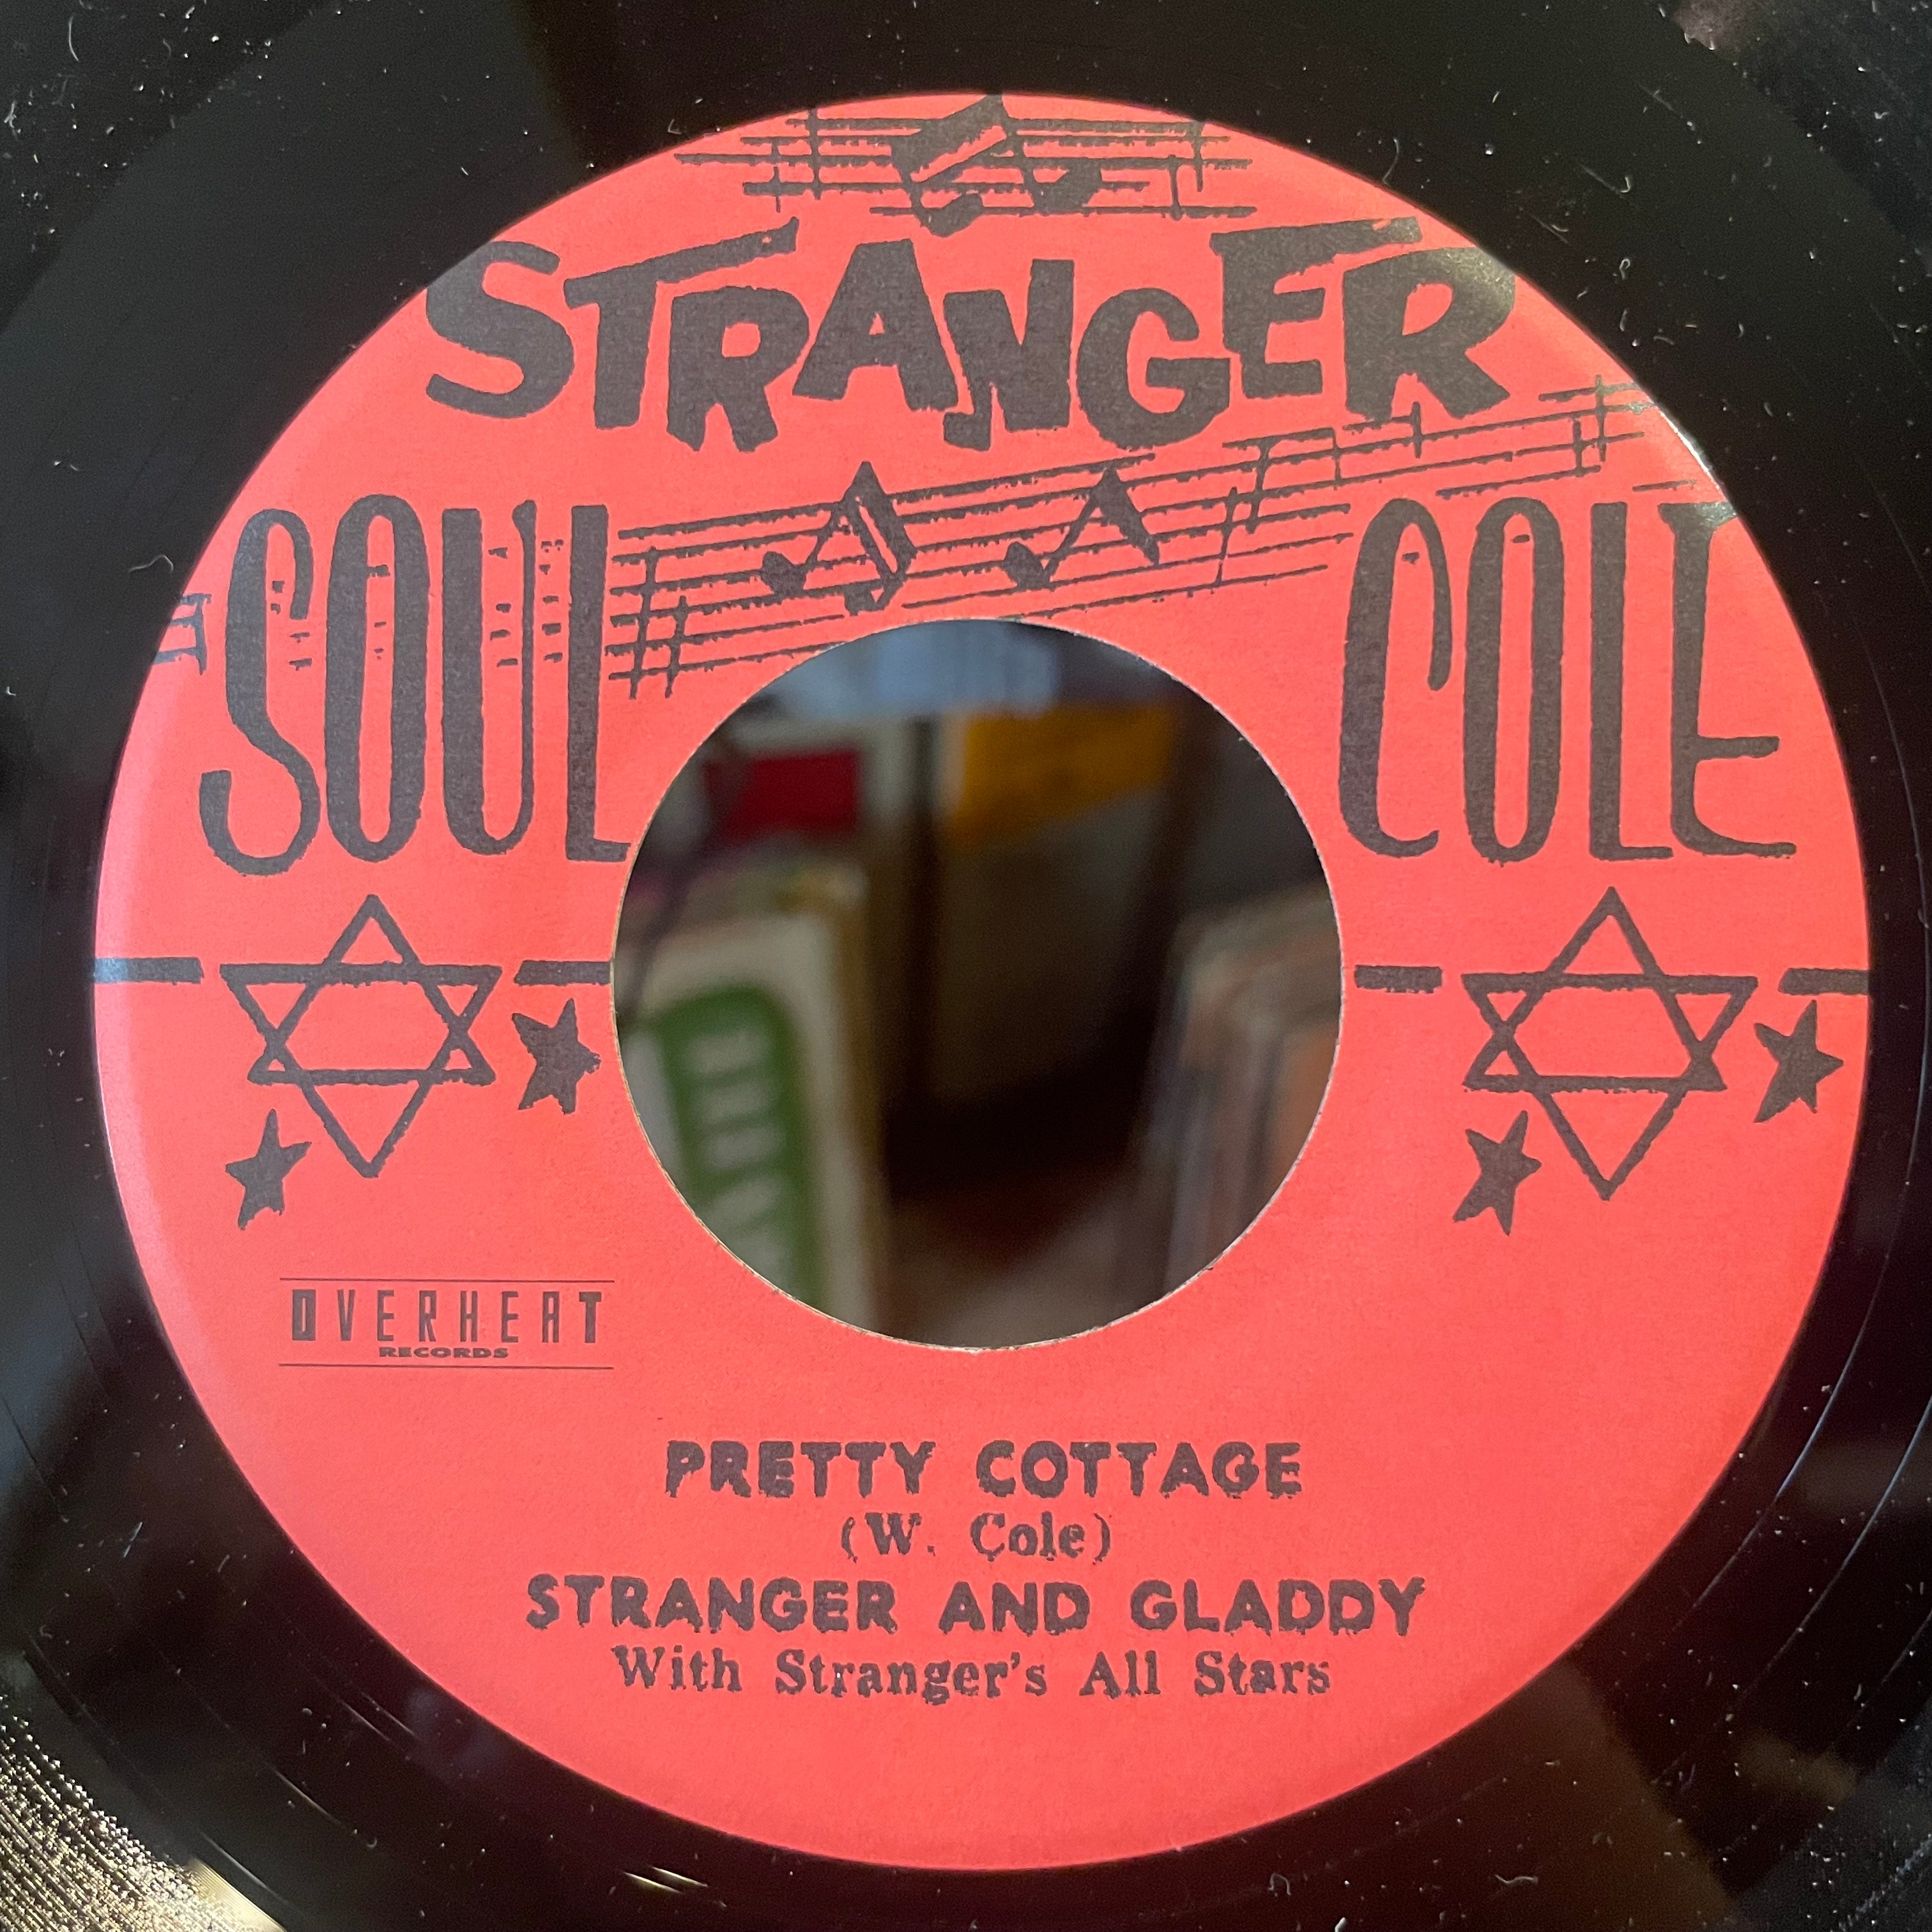 STRANGER
SOUL COLE
OVERHEAT
RECORDS
PRETTY COTTAGE
(W. Cole)
STRANGER AND GLADDY
With Stranger's All Stars